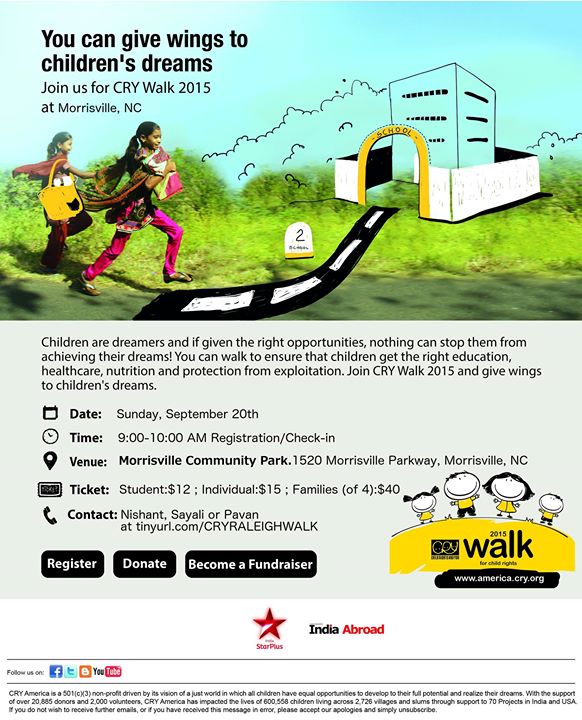 You can give wings to
children's dreams
Join us for CRY Walk 2015
at Morrisville, NC
SCHOOL
2
SCHOOL
Children are dreamers and if given the right opportunities, nothing can stop them from
achieving their dreams! You can walk to ensure that children get the right education,
healthcare, nutrition and protection from exploitation. Join CRY Walk 2015 and give wings
to children's dreams.
Date: Sunday, September 20th
Time: 9:00-10:00 AM Registration/Check-in
Venue: Morrisville Community Park.1520 Morrisville Parkway, Morrisville, NC
TICKET Ticket: Student:$12 ; Individual:$15 ; Families (of 4):$40
Contact: Nishant, Sayali or Pavan
at tinyurl.com/CRYRALEIGHWALK
2015
CRY walk
CHILD RIGHTS AND YOU
for child rights
www.america.cry.org
Register Donate Become a Fundraiser
India
StarPlus
India Abroad
Follow us on: f t B You Tube
CRY America is a 501(c)(3) non-profit driven by its vision of a just world in which all children have equal opportunities to develop to their full potential and realize their dreams. With the support
of over 20,885 donors and 2,000 volunteers, CRY America has impacted the lives of 600,558 children living across 2,726 villages and slums through support to 70 Projects in India and USA
If you do not wish to receive further emails, or if you have received this message in error, please accept our apologies and simply unsubscribe.